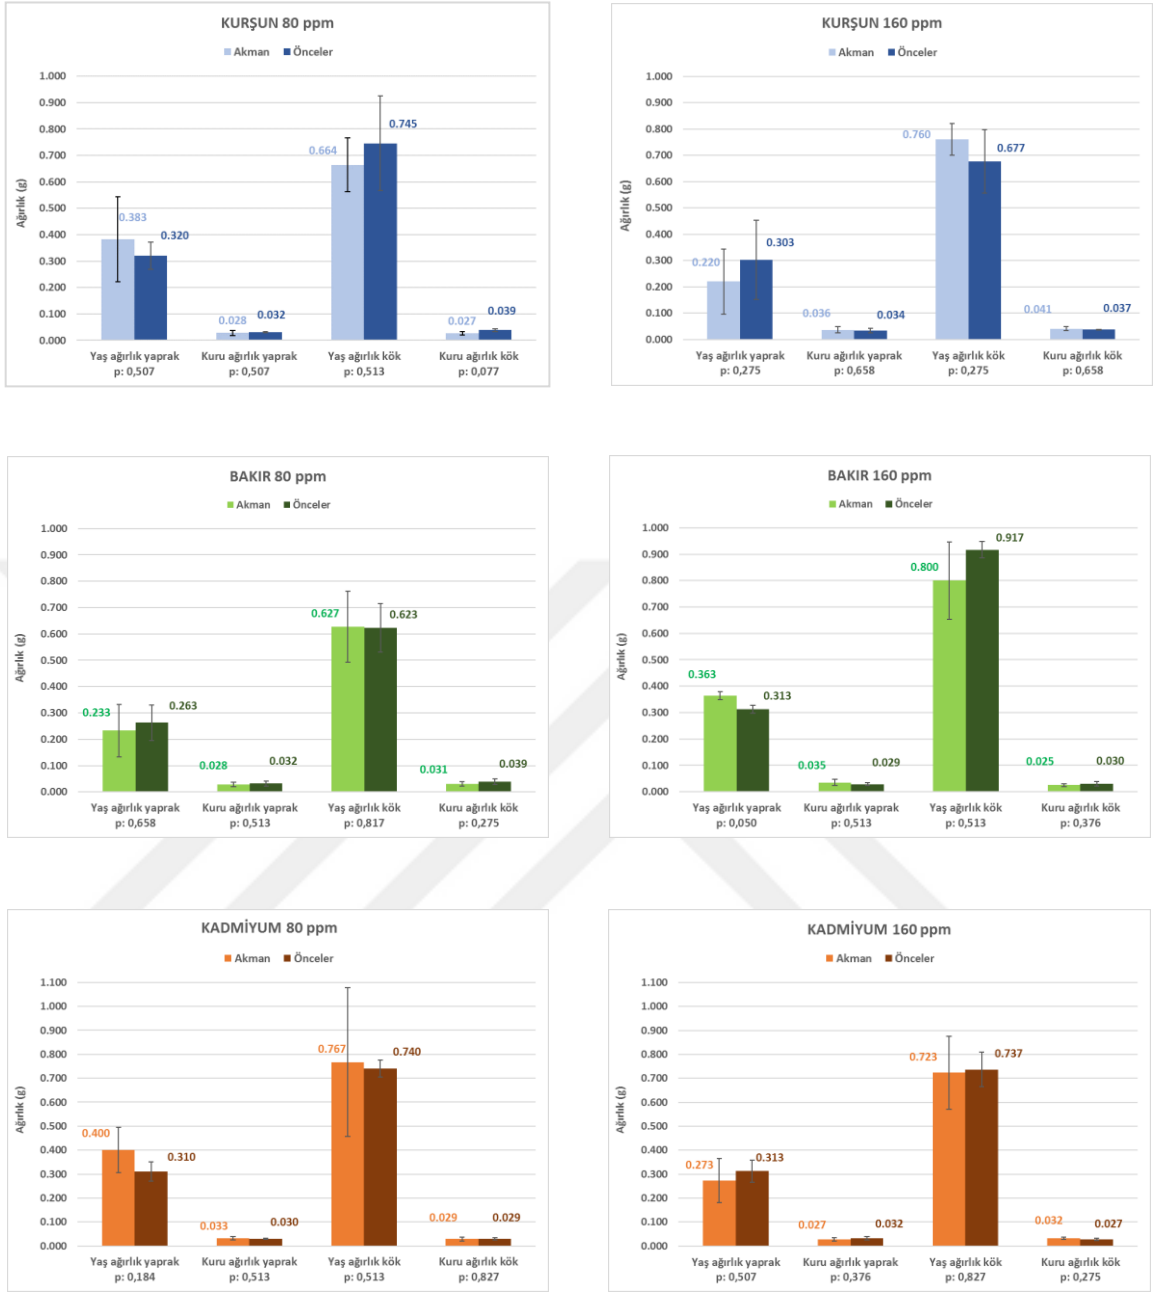 KURŞUN 80 ppm
Akman Önceler
1.000
0.900
0.800
0.700
0.600
0.500
0.400
0.300
0.200
0.100
0.000
Ağırlık (g)
0.383 0.320 0.028 0.032 0.664 0.745 0.027 0.039
Yaş ağırlık yaprak Kuru ağırlık yaprak Yaş ağırlık kök Kuru ağırlık kök
p: 0,507 p: 0,507 p: 0,513 p: 0,077
KURŞUN 160 ppm
Akman Önceler
1.000
0.900
0.800
0.700
0.600
0.500
0.400
0.300
0.200
0.100
0.000
Ağırlık (g)
0.220 0.303 0.036 0.034 0.760 0.677 0.041 0.037
Yaş ağırlık yaprak Kuru ağırlık yaprak Yaş ağırlık kök Kuru ağırlık kök
p: 0,275 p: 0,658 p: 0,275 p: 0,658
BAKIR 80 ppm
Akman Önceler
1.000
0.900
0.800
0.700
0.600
0.500
0.400
0.300
0.200
0.100
0.000
Ağırlık (g)
0.233 0.263 0.028 0.032 0.627 0.623 0.031 0.039
Yaş ağırlık yaprak Kuru ağırlık yaprak Yaş ağırlık kök Kuru ağırlık kök
p: 0,658 p: 0,513 p: 0,817 p: 0,275
BAKIR 160 ppm
Akman Önceler
1.000
0.900
0.800
0.700
0.600
0.500
0.400
0.300
0.200
0.100
0.000
Ağırlık (g)
0.363 0.313 0.035 0.029 0.800 0.917 0.025 0.030
Yaş ağırlık yaprak Kuru ağırlık yaprak Yaş ağırlık kök Kuru ağırlık kök
p: 0,050 p: 0,513 p: 0,513 p: 0,376
KADMİYUM 80 ppm
Akman Önceler
1.100
1.000
0.900
0.800
0.700
0.600
0.500
0.400
0.300
0.200
0.100
0.000
Ağırlık (g)
0.400 0.310 0.033 0.030 0.767 0.740 0.029 0.029
Yaş ağırlık yaprak Kuru ağırlık yaprak Yaş ağırlık kök Kuru ağırlık kök
p: 0,184 p: 0,513 p: 0,513 p: 0,827
KADMİYUM 160 ppm
Akman Önceler
1.100
1.000
0.900
0.800
0.700
0.600
0.500
0.400
0.300
0.200
0.100
0.000
Ağırlık (g)
0.273 0.313 0.027 0.032 0.723 0.737 0.032 0.027
Yaş ağırlık yaprak Kuru ağırlık yaprak Yaş ağırlık kök Kuru ağırlık kök
p: 0,507 p: 0,376 p: 0,827 p: 0,275